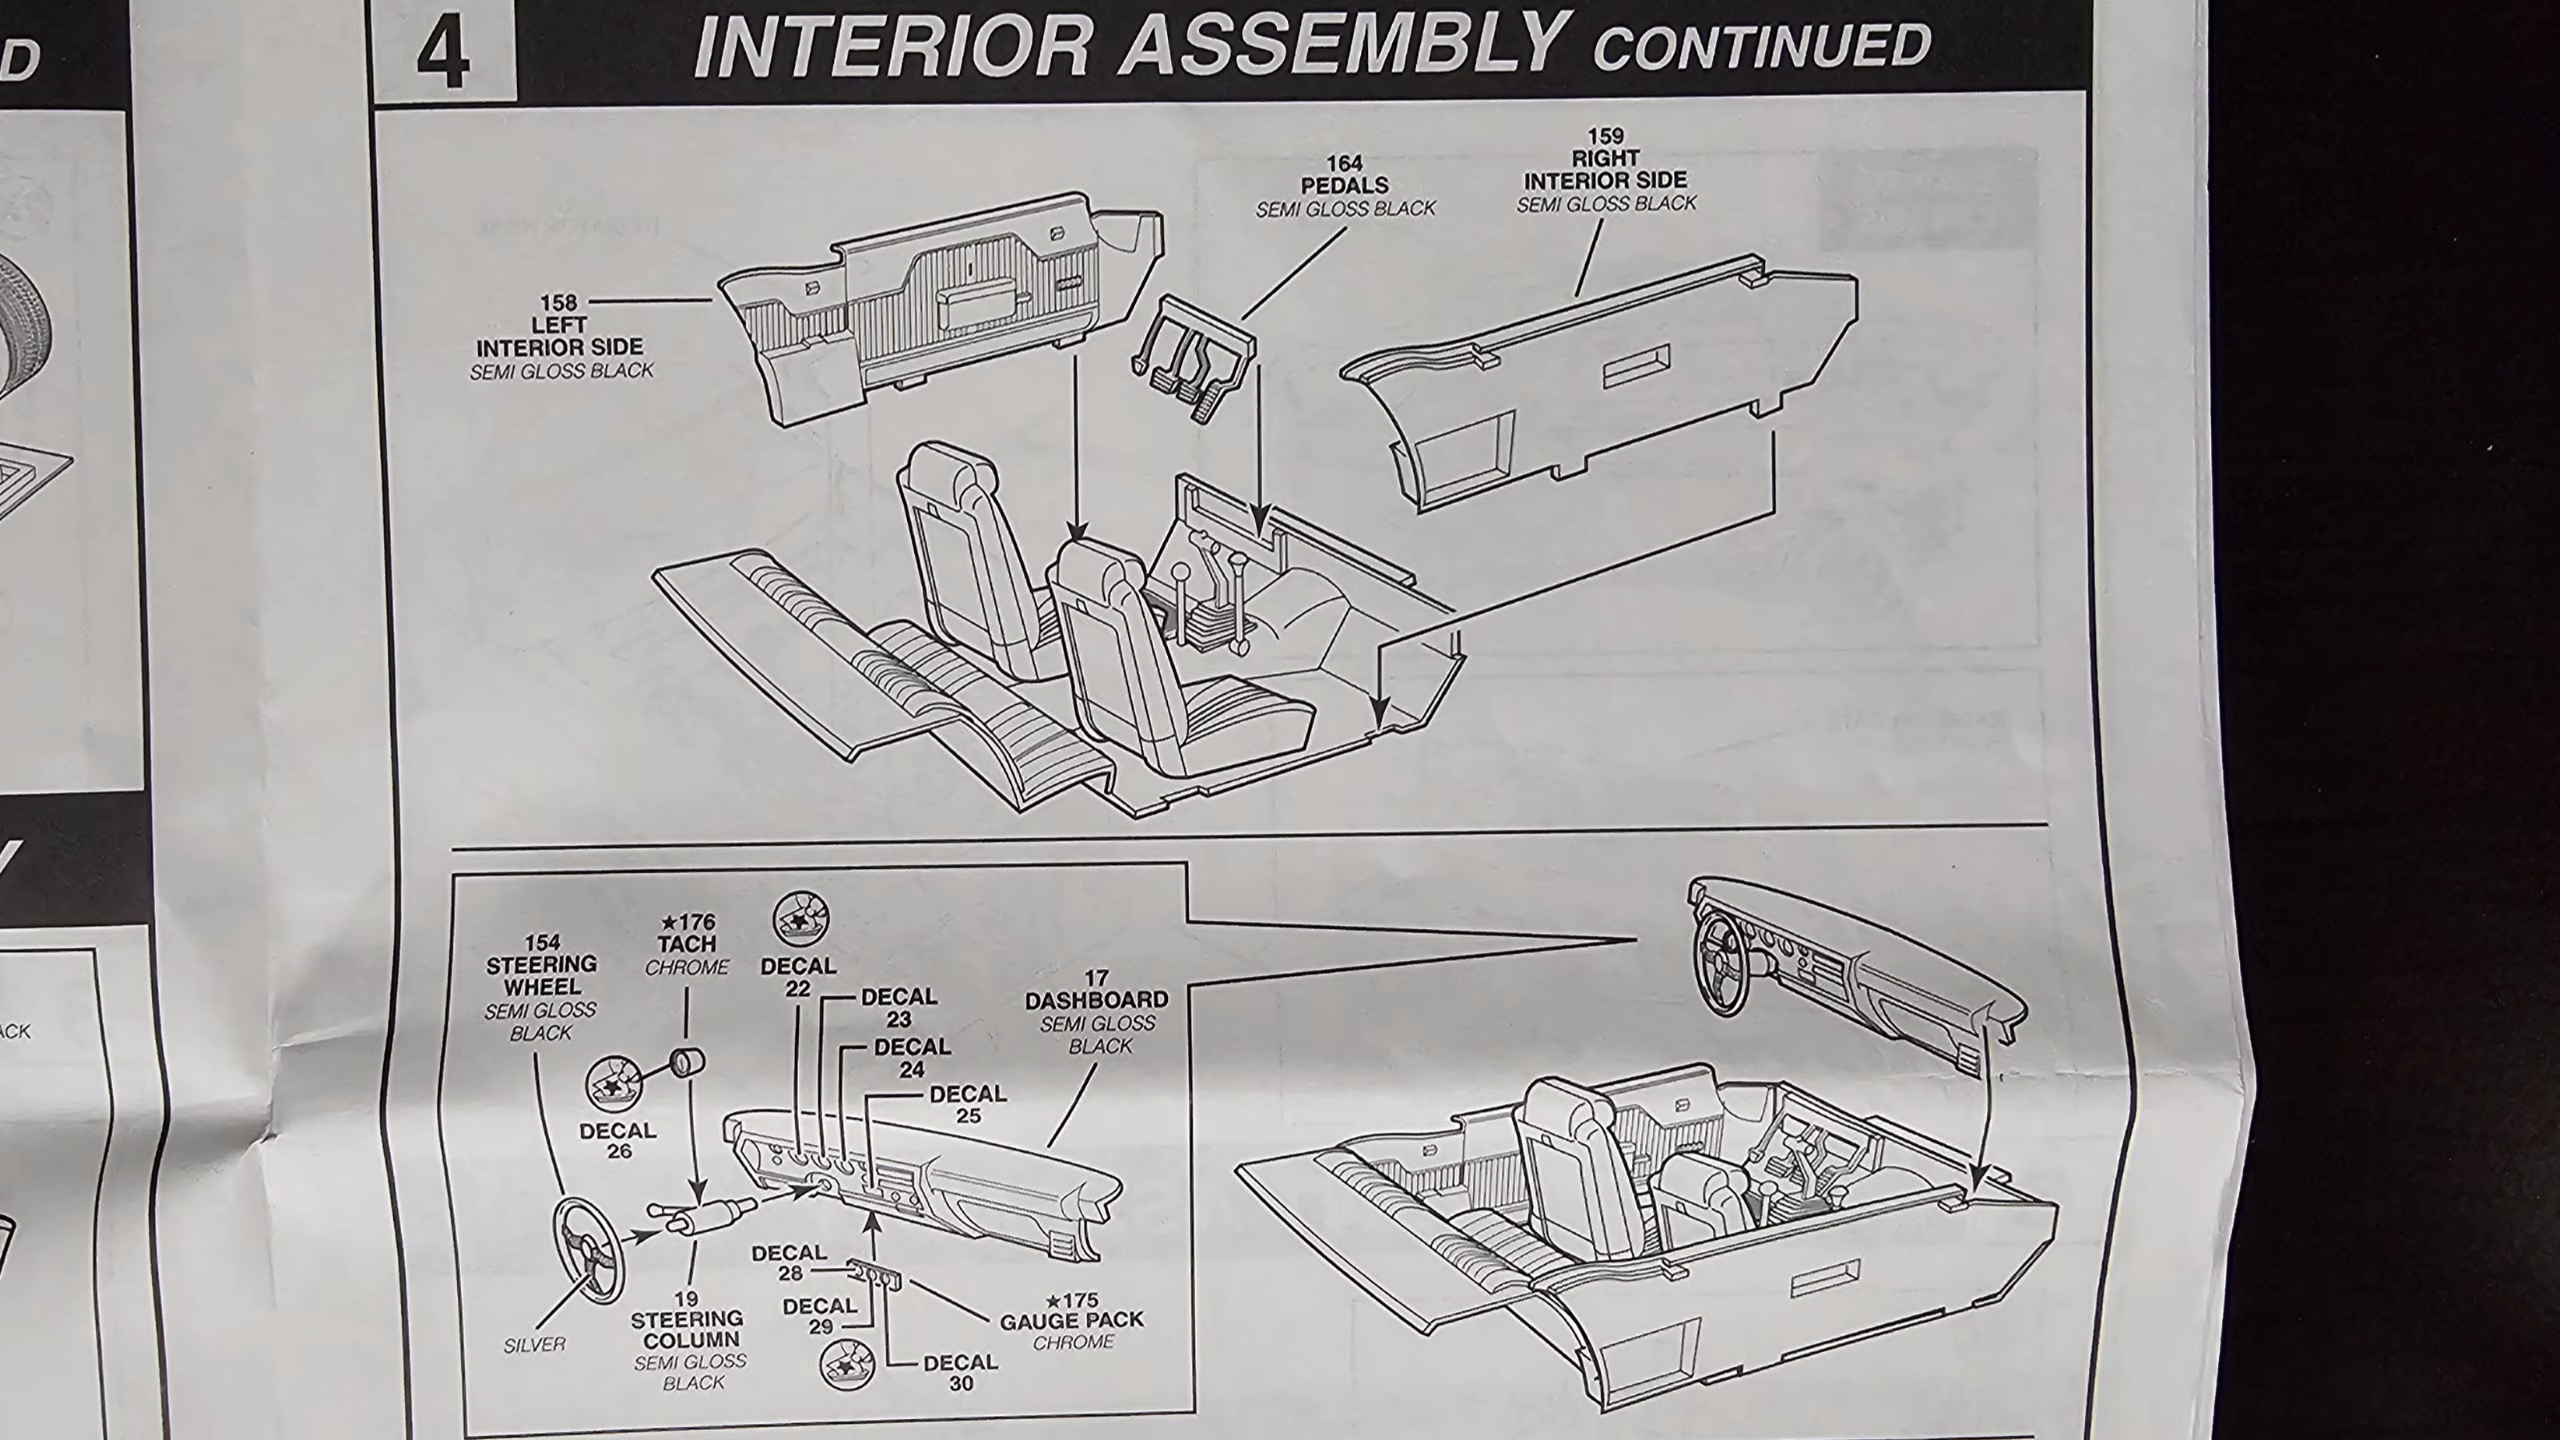 D
4
INTERIOR ASSEMBLY CONTINUED
159
RIGHT
INTERIOR SIDE
SEMI GLOSS BLACK
164
PEDALS
SEMI GLOSS BLACK
158
LEFT
INTERIOR SIDE
SEMI GLOSS BLACK
Y
ACK
154
STEERING
WHEEL
SEMI GLOSS
BLACK
★176
TACH
CHROME
DECAL
22
DECAL
23
DECAL
24
DECAL
25
17
DASHBOARD
SEMI GLOSS
BLACK
DECAL
26
SILVER
19
STEERING
COLUMN
SEMI GLOSS
BLACK
DECAL
28
DECAL
29
DECAL
30
★175
GAUGE PACK
CHROME